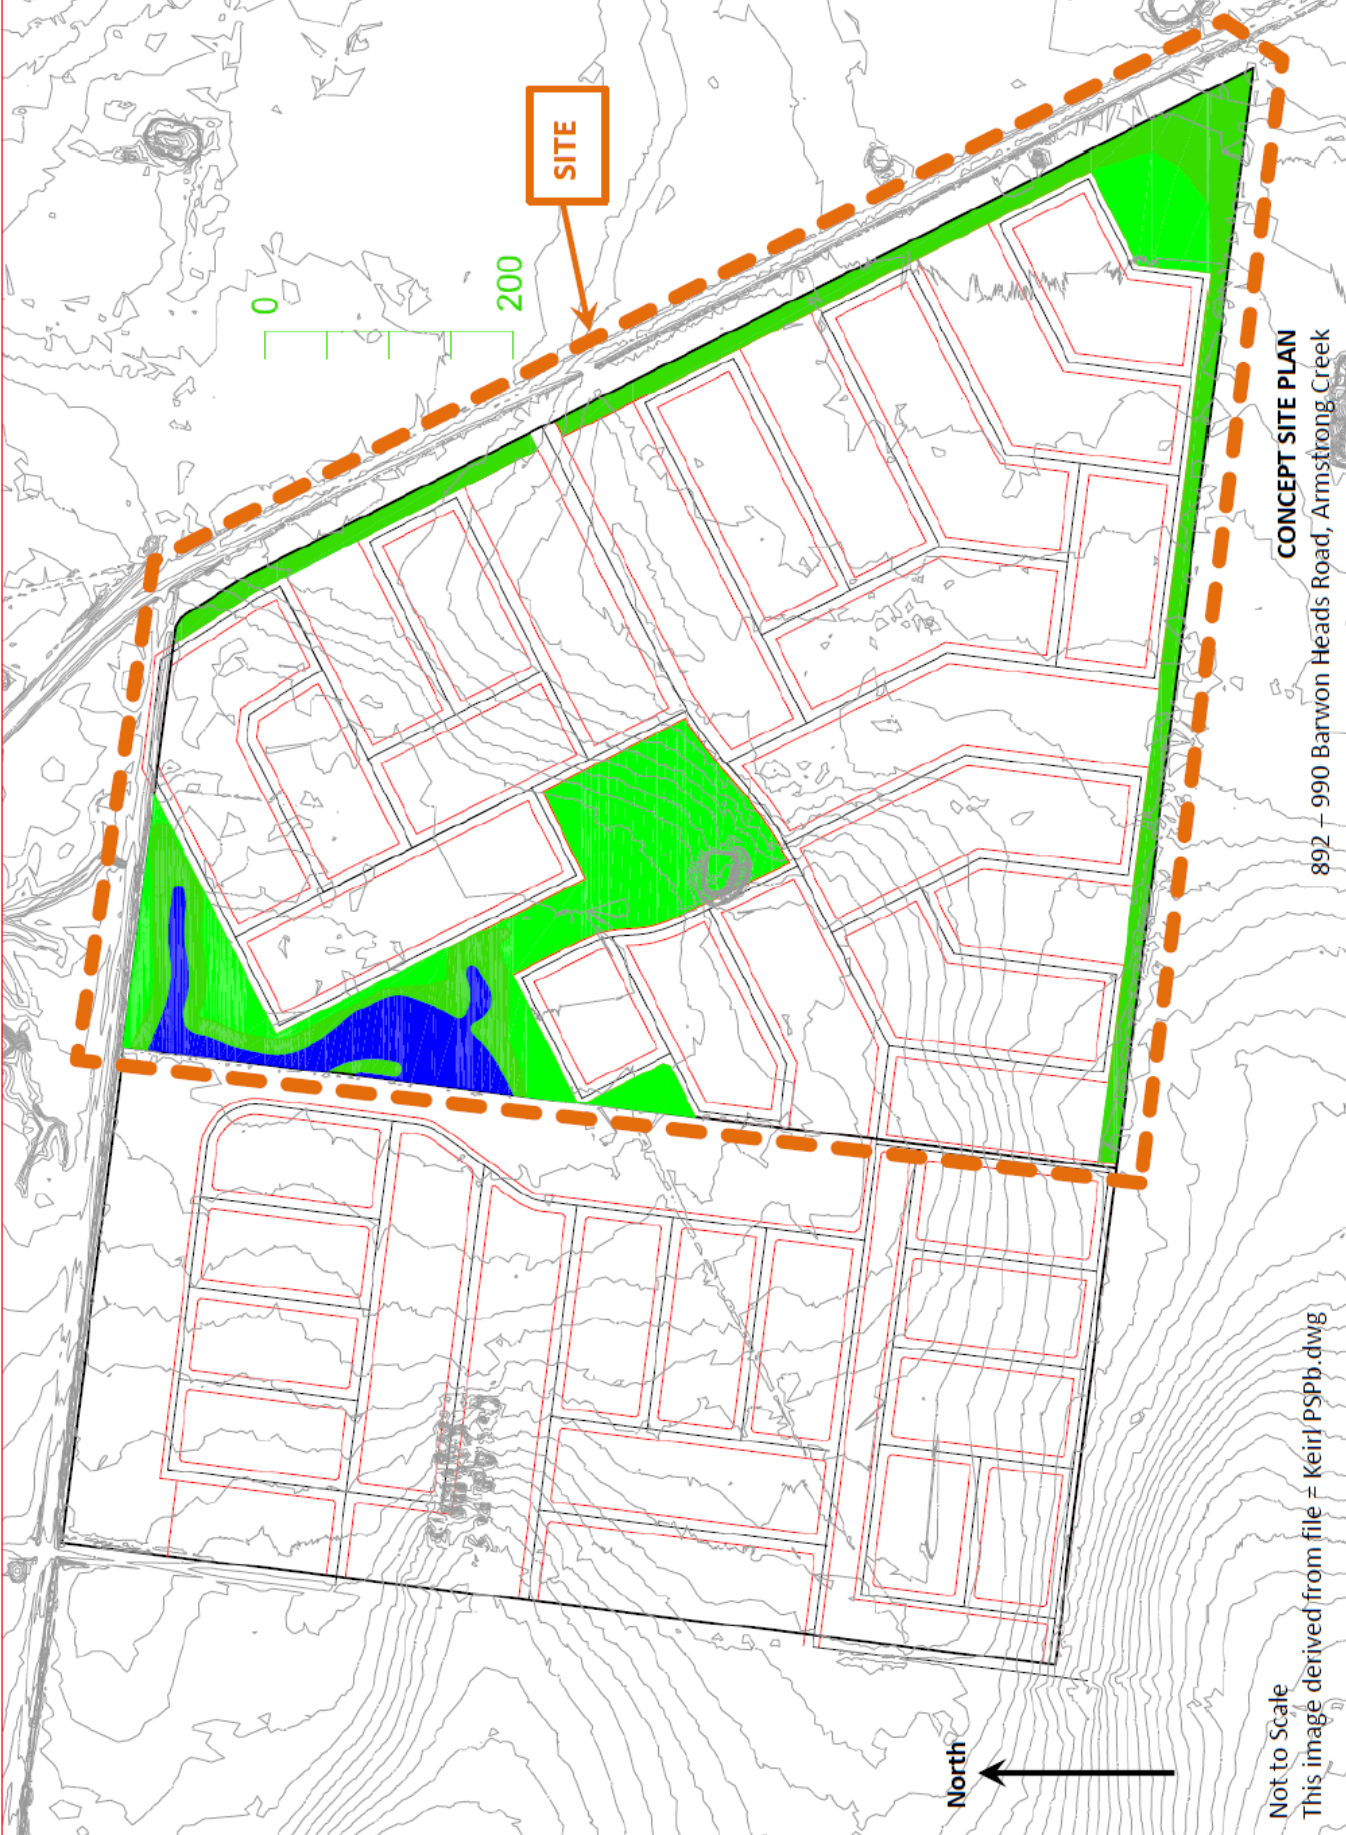 SITE
0
200
CONCEPT SITE PLAN
892 – 990 Barwon Heads Road, Armstrong Creek
North
Not to Scale
This image derived from file = Keirl PSPb.dwg